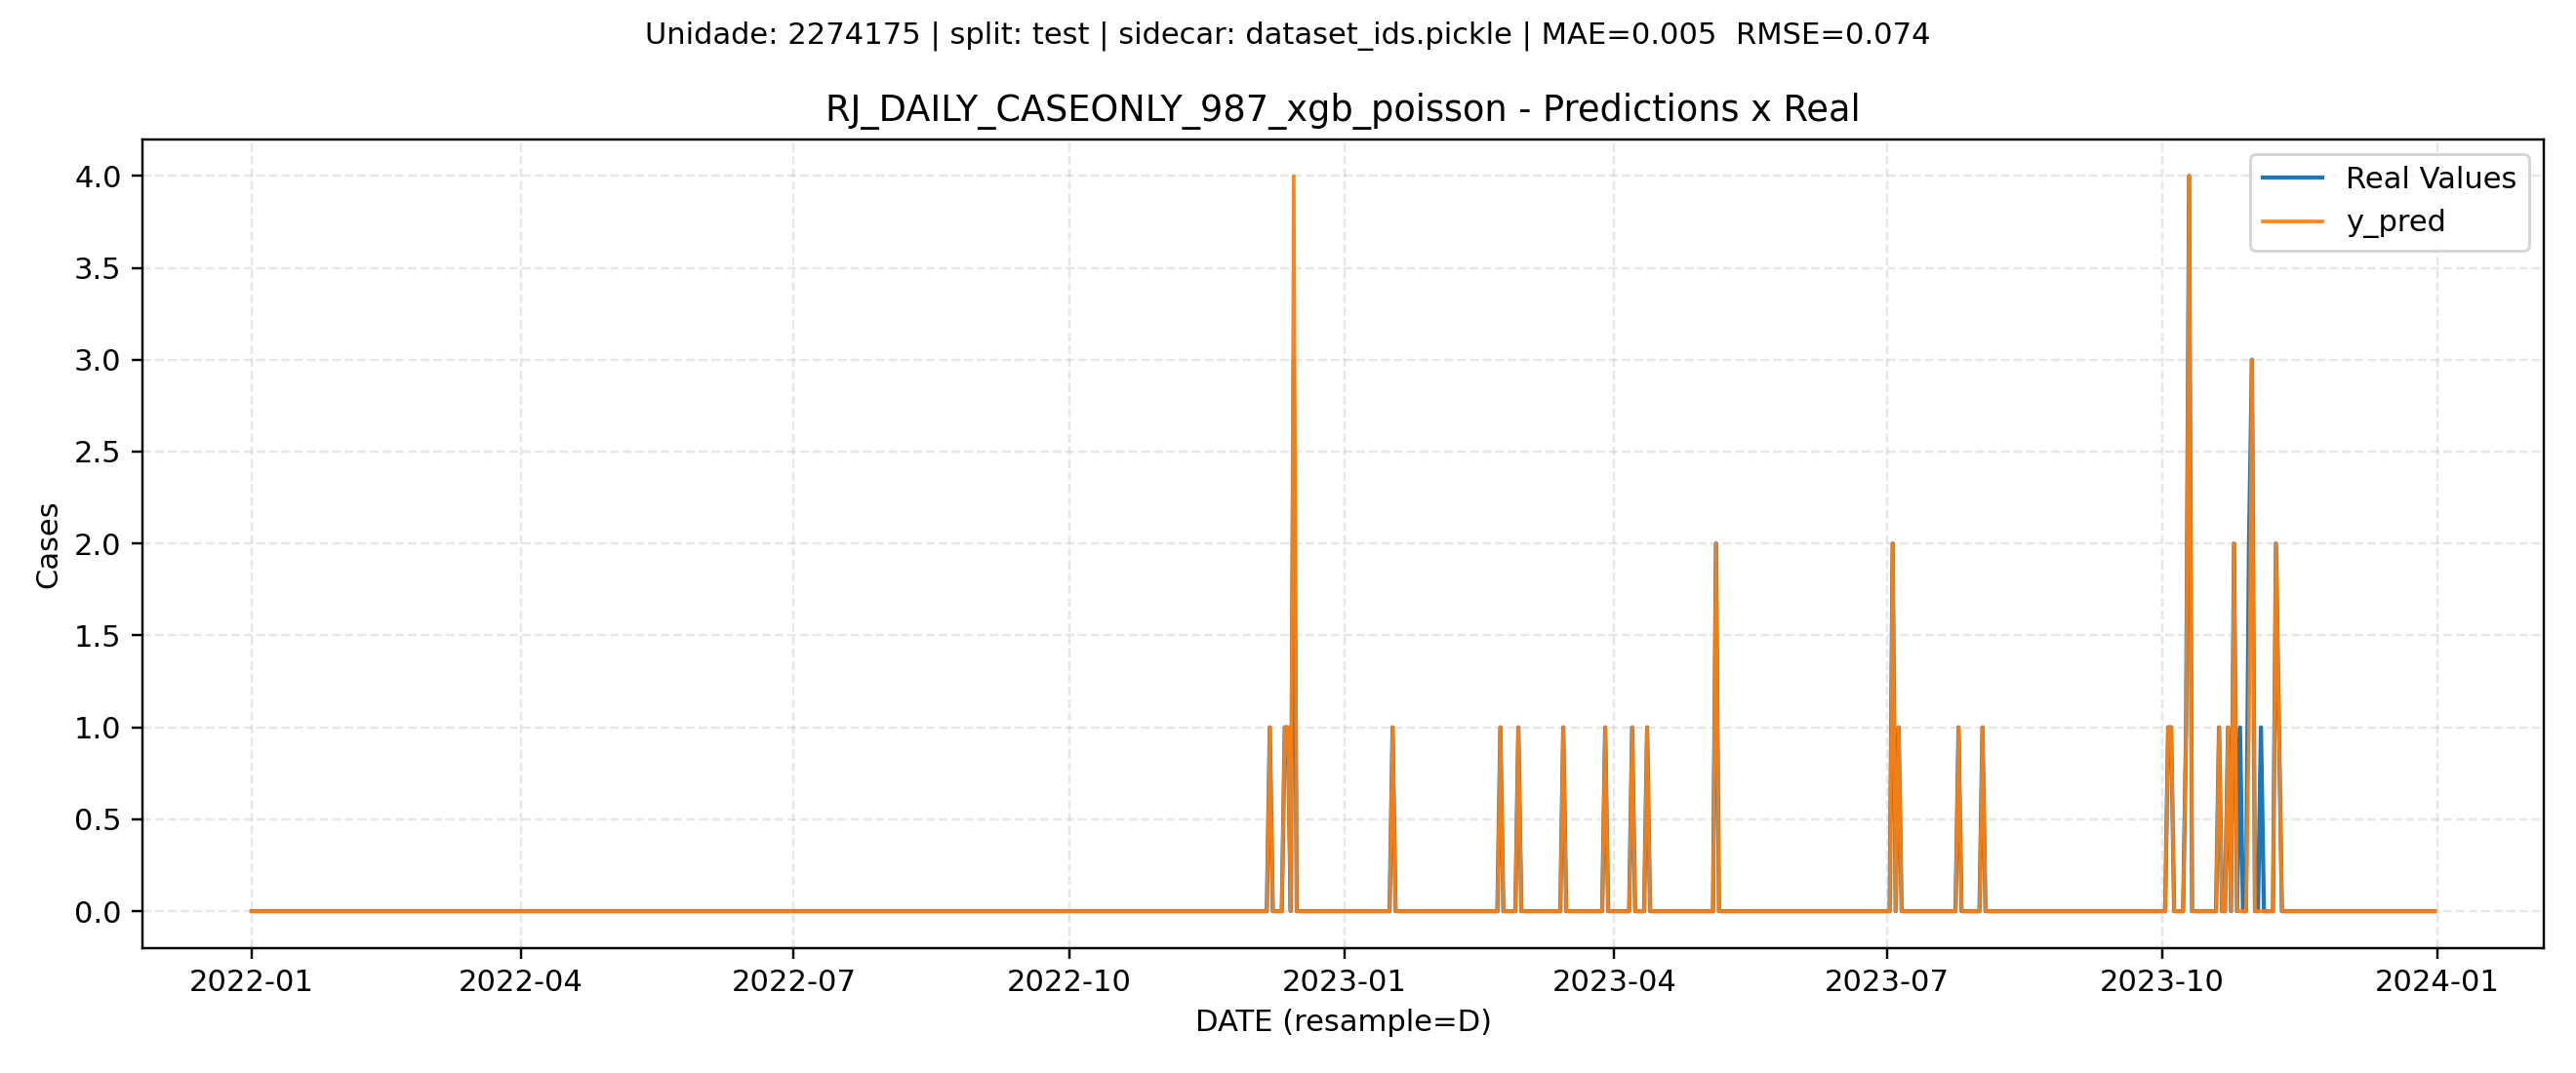 Unidade: 2274175 | split: test | sidecar: dataset_ids.pickle | MAE=0.005  RMSE=0.074
RJ_DAILY_CASEONLY_987_xgb_poisson - Predictions x Real
Real Values
y_pred
Cases
4.0
3.5
3.0
2.5
2.0
1.5
1.0
0.5
0.0
2022-01 2022-04 2022-07 2022-10 2023-01 2023-04 2023-07 2023-10 2024-01
DATE (resample=D)